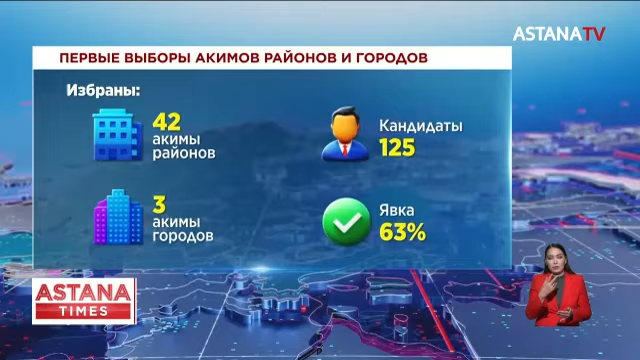 ASTANATV
ПЕРВЫЕ ВЫБОРЫ АКИМОВ РАЙОНОВ И ГОРОДОВ
Избраны:
42
акимы
районов
Кандидаты
125
3
акимы
городов
Явка
63%
ASTANA
TIMES